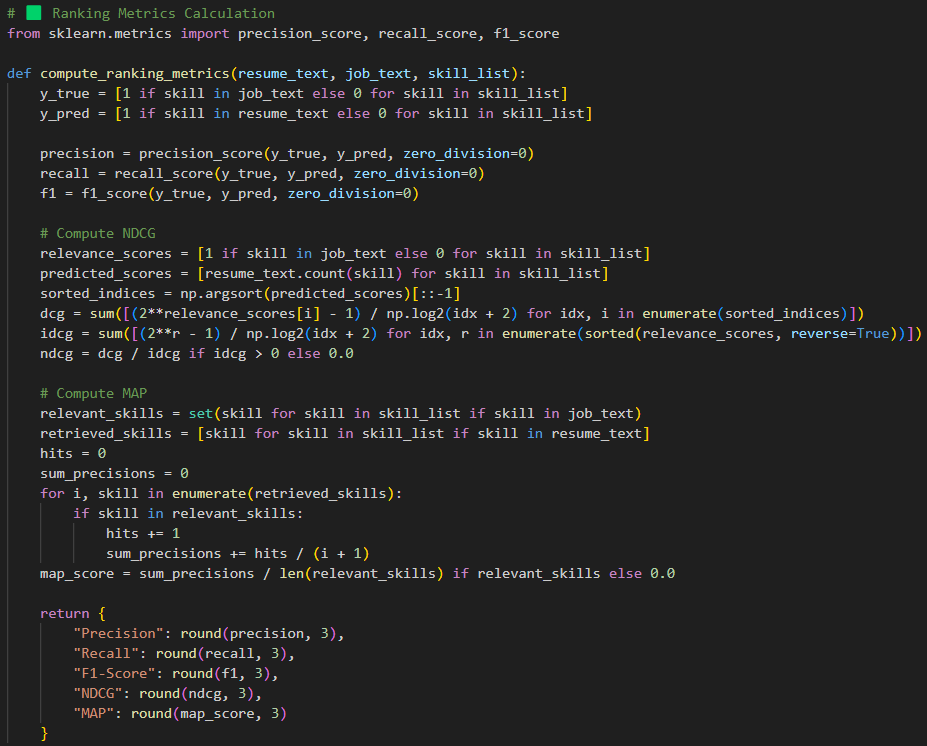 # 🟩 Ranking Metrics Calculation
from sklearn.metrics import precision_score, recall_score, f1_score

def compute_ranking_metrics(resume_text, job_text, skill_list):
    y_true = [1 if skill in job_text else 0 for skill in skill_list]
    y_pred = [1 if skill in resume_text else 0 for skill in skill_list]

    precision = precision_score(y_true, y_pred, zero_division=0)
    recall = recall_score(y_true, y_pred, zero_division=0)
    f1 = f1_score(y_true, y_pred, zero_division=0)

    # Compute NDCG
    relevance_scores = [1 if skill in job_text else 0 for skill in skill_list]
    predicted_scores = [resume_text.count(skill) for skill in skill_list]
    sorted_indices = np.argsort(predicted_scores)[::-1]
    dcg = sum([(2**relevance_scores[i] - 1) / np.log2(idx + 2) for idx, i in enumerate(sorted_indices)])
    idcg = sum([(2**r - 1) / np.log2(idx + 2) for idx, r in enumerate(sorted(relevance_scores, reverse=True))])
    ndcg = dcg / idcg if idcg > 0 else 0.0

    # Compute MAP
    relevant_skills = set(skill for skill in skill_list if skill in job_text)
    retrieved_skills = [skill for skill in skill_list if skill in resume_text]
    hits = 0
    sum_precisions = 0
    for i, skill in enumerate(retrieved_skills):
        if skill in relevant_skills:
            hits += 1
            sum_precisions += hits / (i + 1)
    map_score = sum_precisions / len(relevant_skills) if relevant_skills else 0.0

    return {
        "Precision": round(precision, 3),
        "Recall": round(recall, 3),
        "F1-Score": round(f1, 3),
        "NDCG": round(ndcg, 3),
        "MAP": round(map_score, 3)
    }